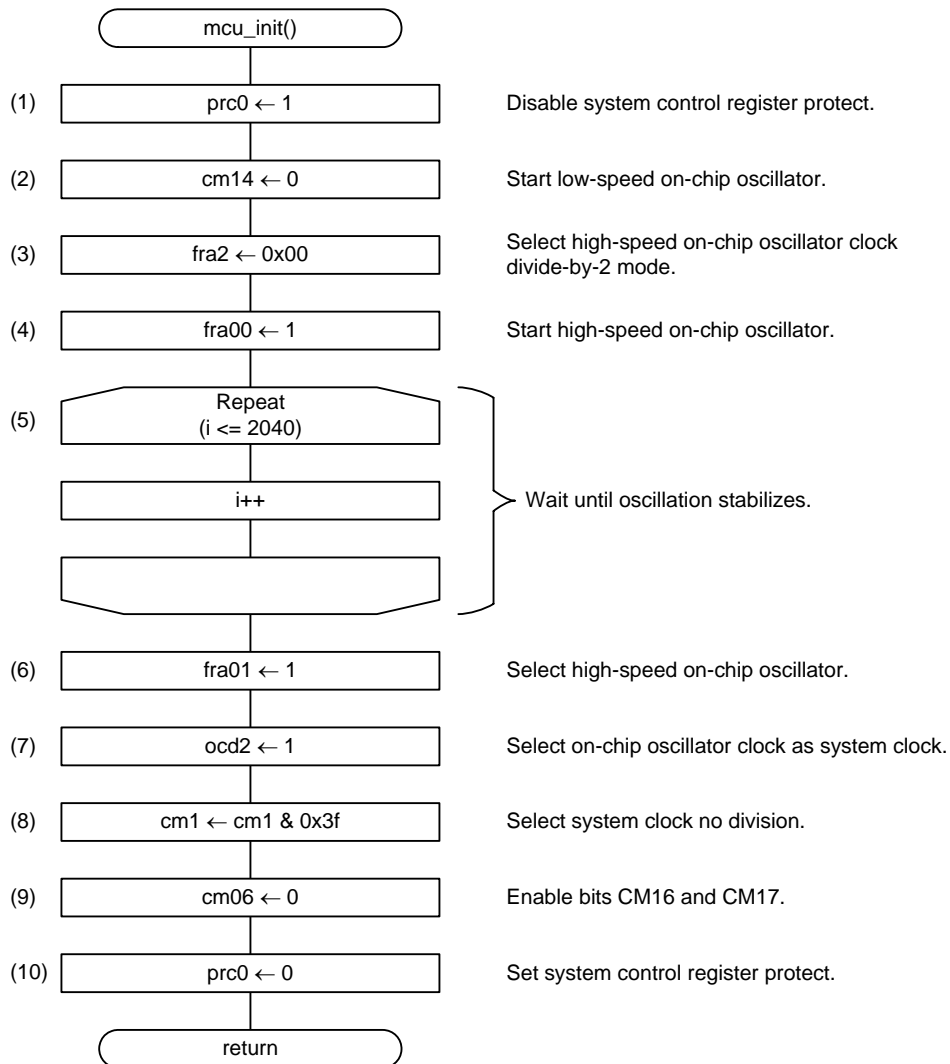 mcu_init()
(1) prc0 ← 1 Disable system control register protect.
(2) cm14 ← 0 Start low-speed on-chip oscillator.
(3) fra2 ← 0x00 Select high-speed on-chip oscillator clock
divide-by-2 mode.
(4) fra00 ← 1 Start high-speed on-chip oscillator.
(5) Repeat
(i <= 2040)
i++ Wait until oscillation stabilizes.
(6) fra01 ← 1 Select high-speed on-chip oscillator.
(7) ocd2 ← 1 Select on-chip oscillator clock as system clock.
(8) cm1 ← cm1 & 0x3f Select system clock no division.
(9) cm06 ← 0 Enable bits CM16 and CM17.
(10) prc0 ← 0 Set system control register protect.
return